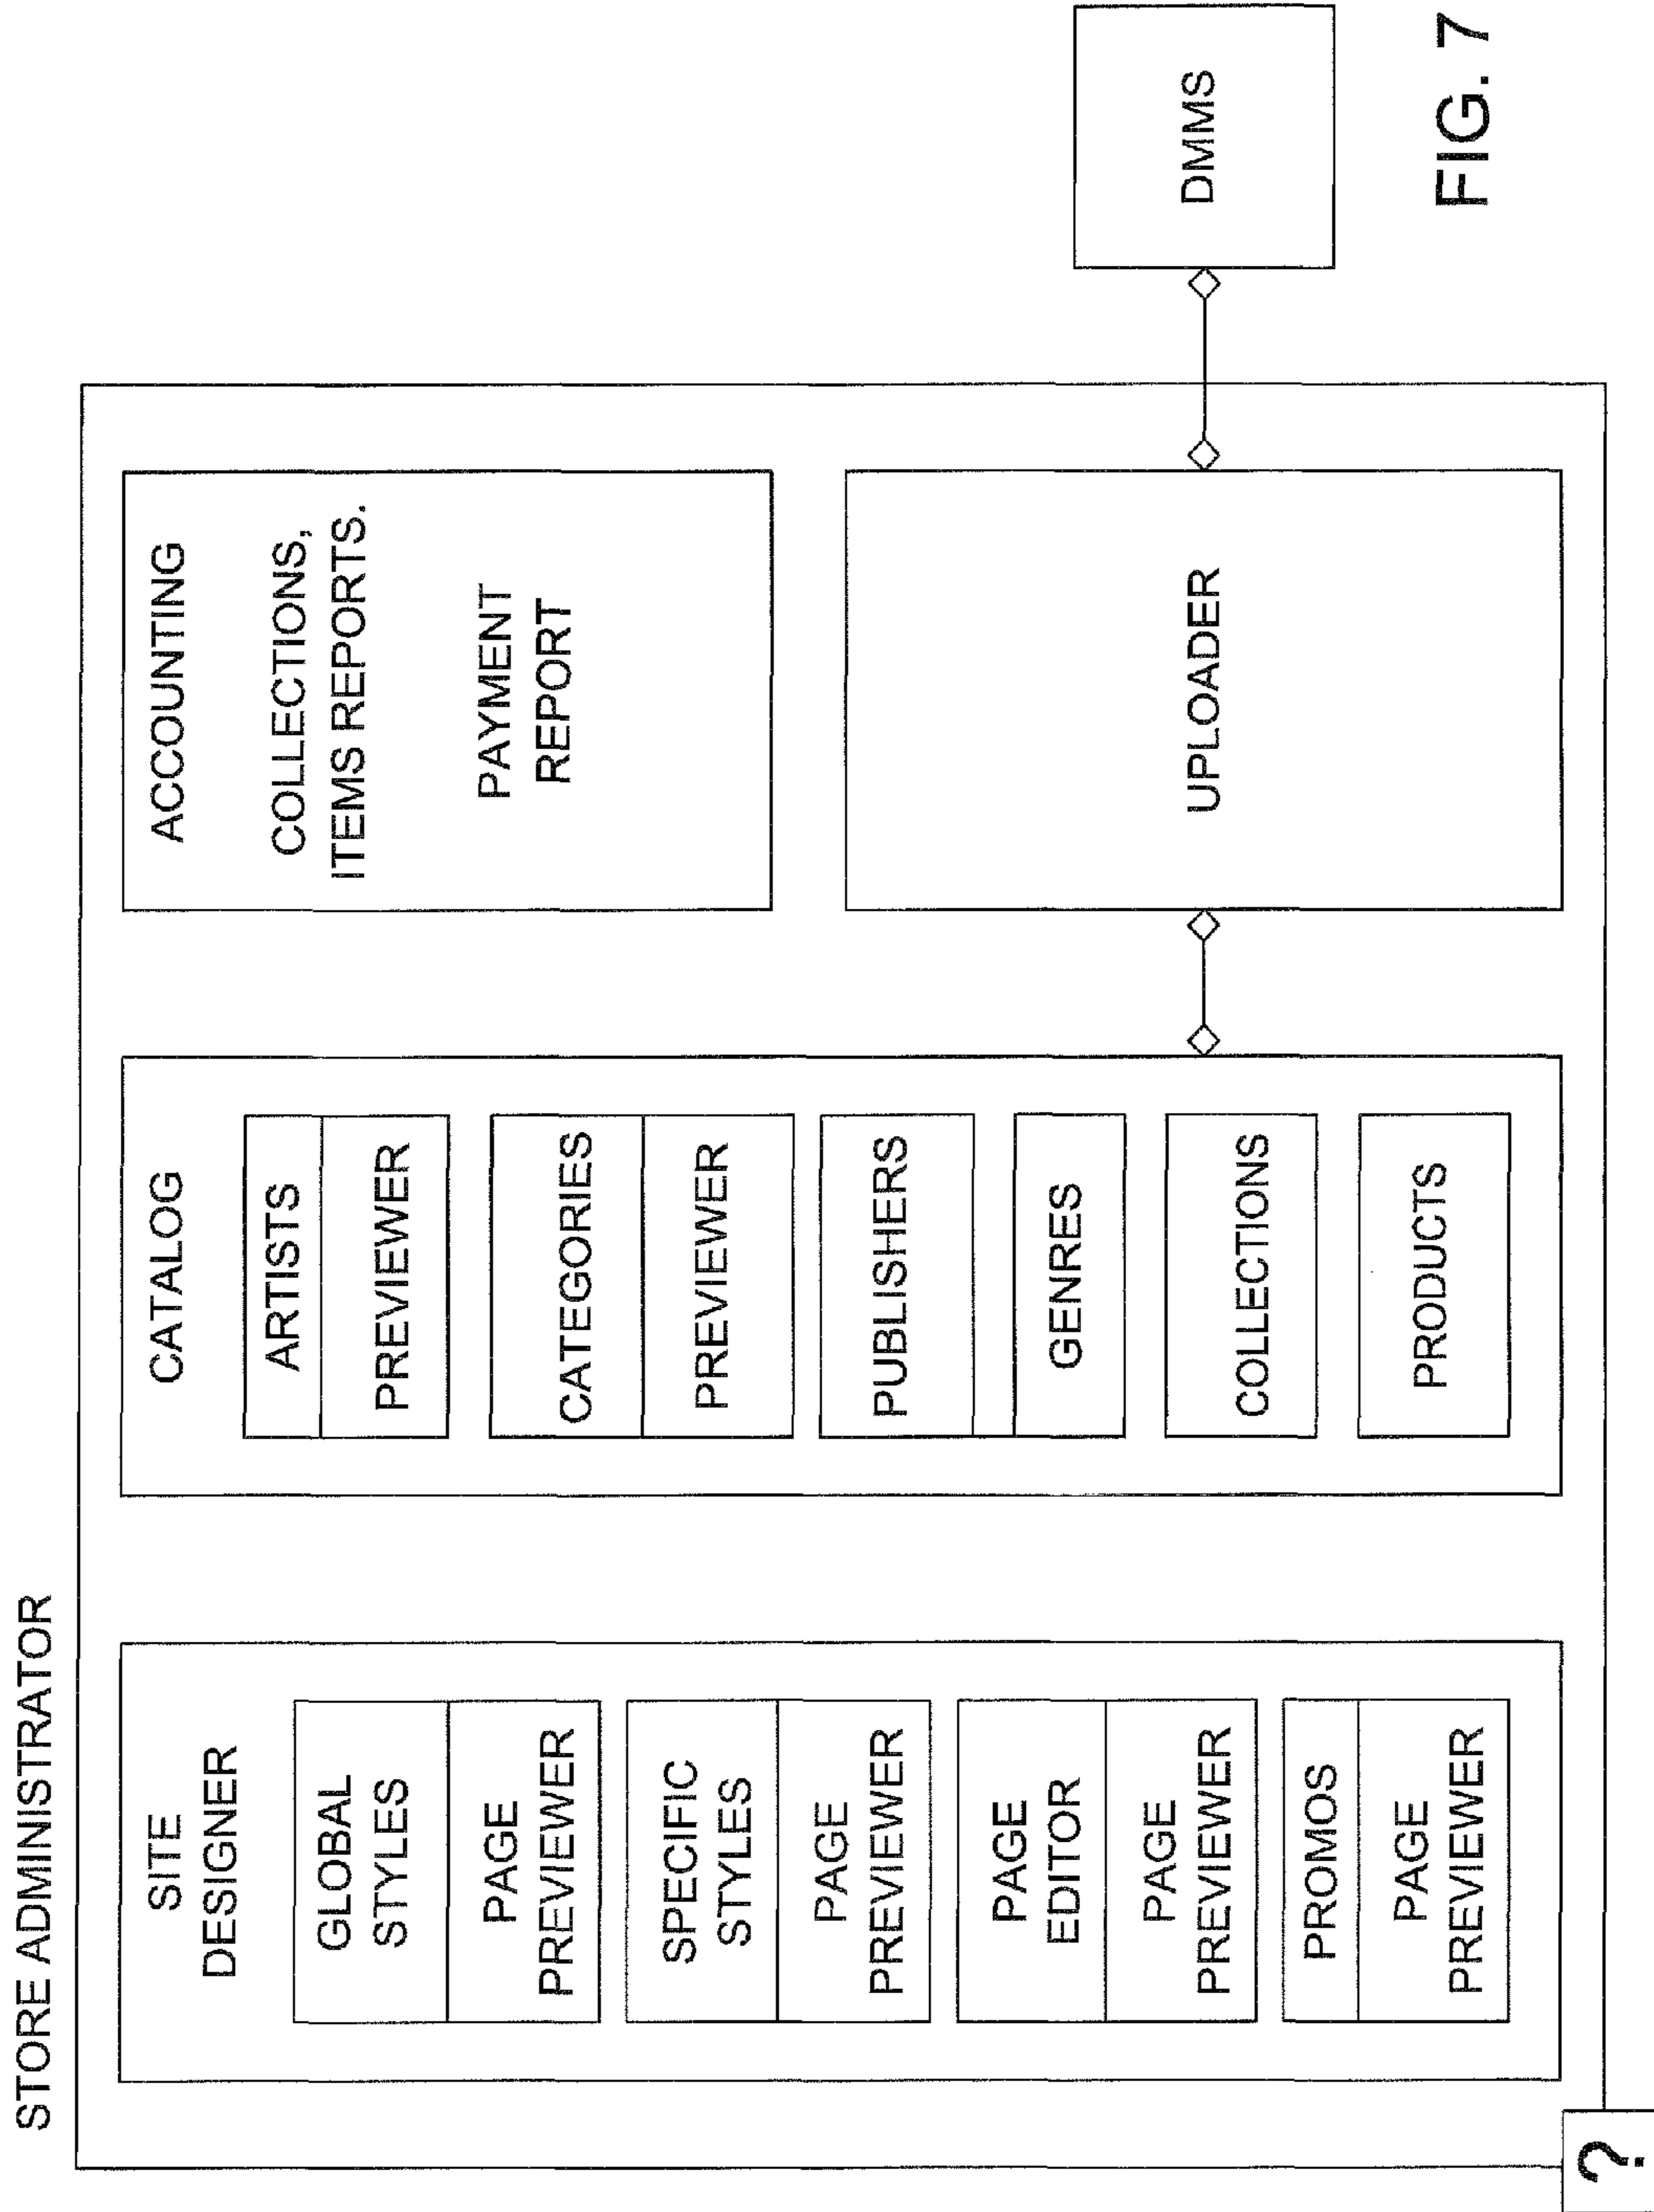 STORE ADMINISTRATOR
SITE
DESIGNER
GLOBAL
STYLES
PAGE
PREVIEWER
SPECIFIC
STYLES
PAGE
PREVIEWER
PAGE
EDITOR
PAGE
PREVIEWER
PROMOS
PAGE
PREVIEWER
CATALOG
ARTISTS
PREVIEWER
CATEGORIES
PREVIEWER
PUBLISHERS
GENRES
COLLECTIONS
PRODUCTS
ACCOUNTING
COLLECTIONS,
ITEMS REPORTS.
PAYMENT
REPORT
UPLOADER
DMMS
?
FIG. 7